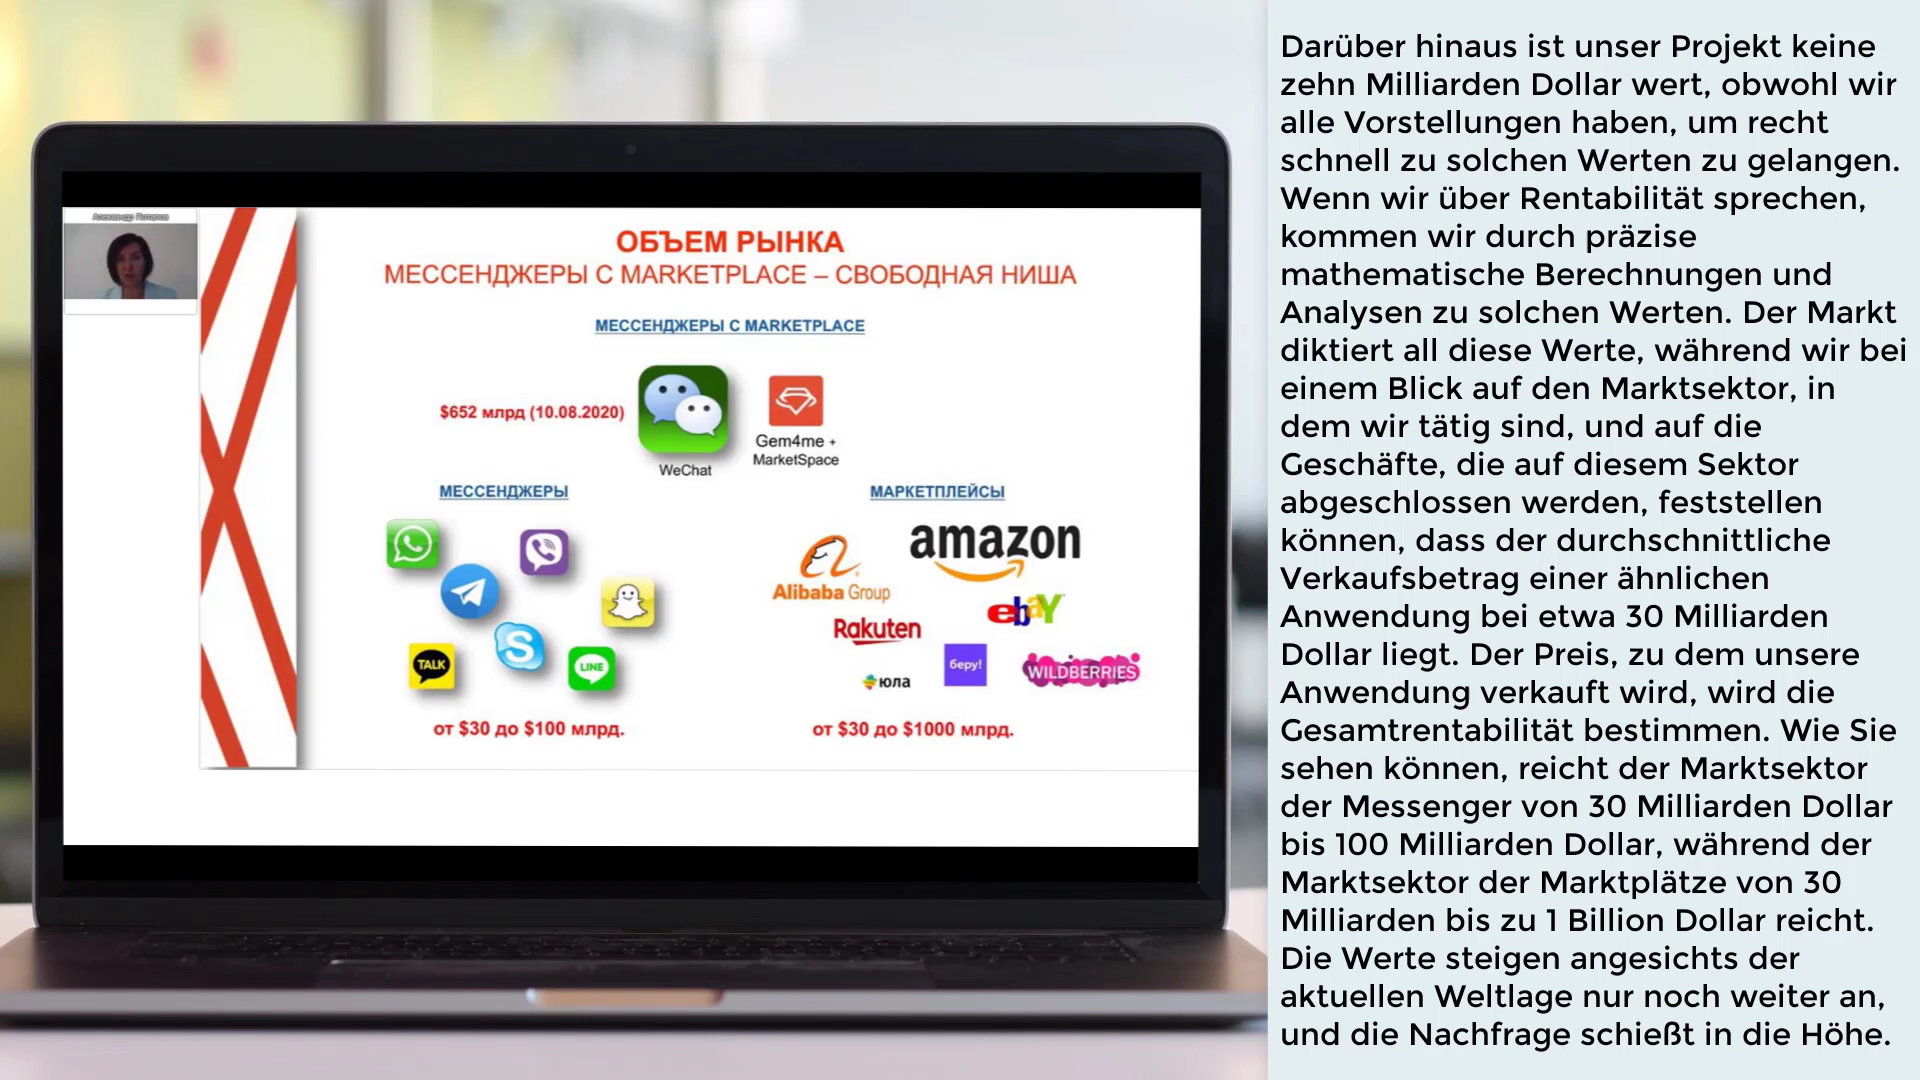 Александр Потапов
ОБЪЕМ РЫНКА
МЕССЕНДЖЕРЫ С MARKETPLACE – СВОБОДНАЯ НИША
МЕССЕНДЖЕРЫ С MARKETPLACE
$652 млрд (10.08.2020)
WeChat
Gem4me +
MarketSpace
МЕССЕНДЖЕРЫ
TALK
S
LINE
от $30 до $100 млрд.
МАРКЕТПЛЕЙСЫ
amazon
Alibaba Group
ebaY
Rakuten
беру!
WILDBERRIES
юла
от $30 до $1000 млрд.
Darüber hinaus ist unser Projekt keine
zehn Milliarden Dollar wert, obwohl wir
alle Vorstellungen haben, um recht
schnell zu solchen Werten zu gelangen.
Wenn wir über Rentabilität sprechen,
kommen wir durch präzise
mathematische Berechnungen und
Analysen zu solchen Werten. Der Markt
diktiert all diese Werte, während wir bei
einem Blick auf den Marktsektor, in
dem wir tätig sind, und auf die
Geschäfte, die auf diesem Sektor
abgeschlossen werden, feststellen
können, dass der durchschnittliche
Verkaufsbetrag einer ähnlichen
Anwendung bei etwa 30 Milliarden
Dollar liegt. Der Preis, zu dem unsere
Anwendung verkauft wird, wird die
Gesamtrentabilität bestimmen. Wie Sie
sehen können, reicht der Marktsektor
der Messenger von 30 Milliarden Dollar
bis 100 Milliarden Dollar, während der
Marktsektor der Marktplätze von 30
Milliarden bis zu 1 Billion Dollar reicht.
Die Werte steigen angesichts der
aktuellen Weltlage nur noch weiter an,
und die Nachfrage schießt in die Höhe.